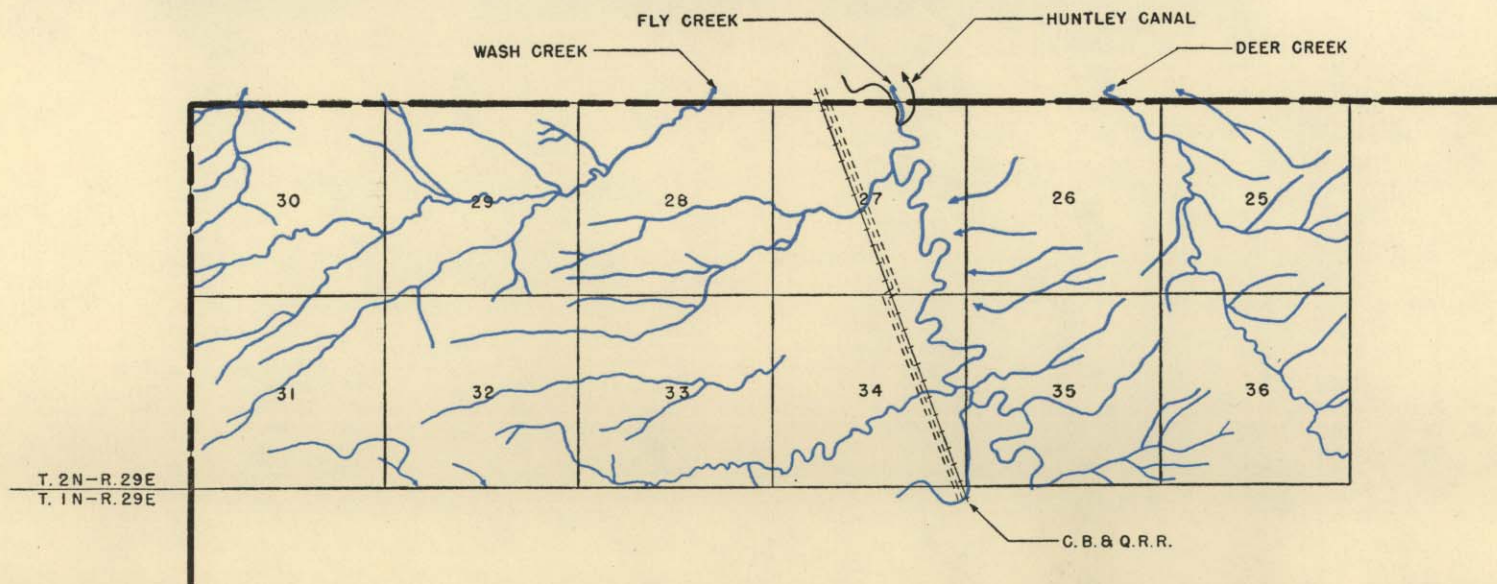 FLY CREEK
HUNTLEY CANAL
WASH CREEK
DEER CREEK
30
29
28
27
26
25
31
32
33
34
35
36
T. 2N-R. 29E
T. 1N-R. 29E
C.B. & Q.R.R.